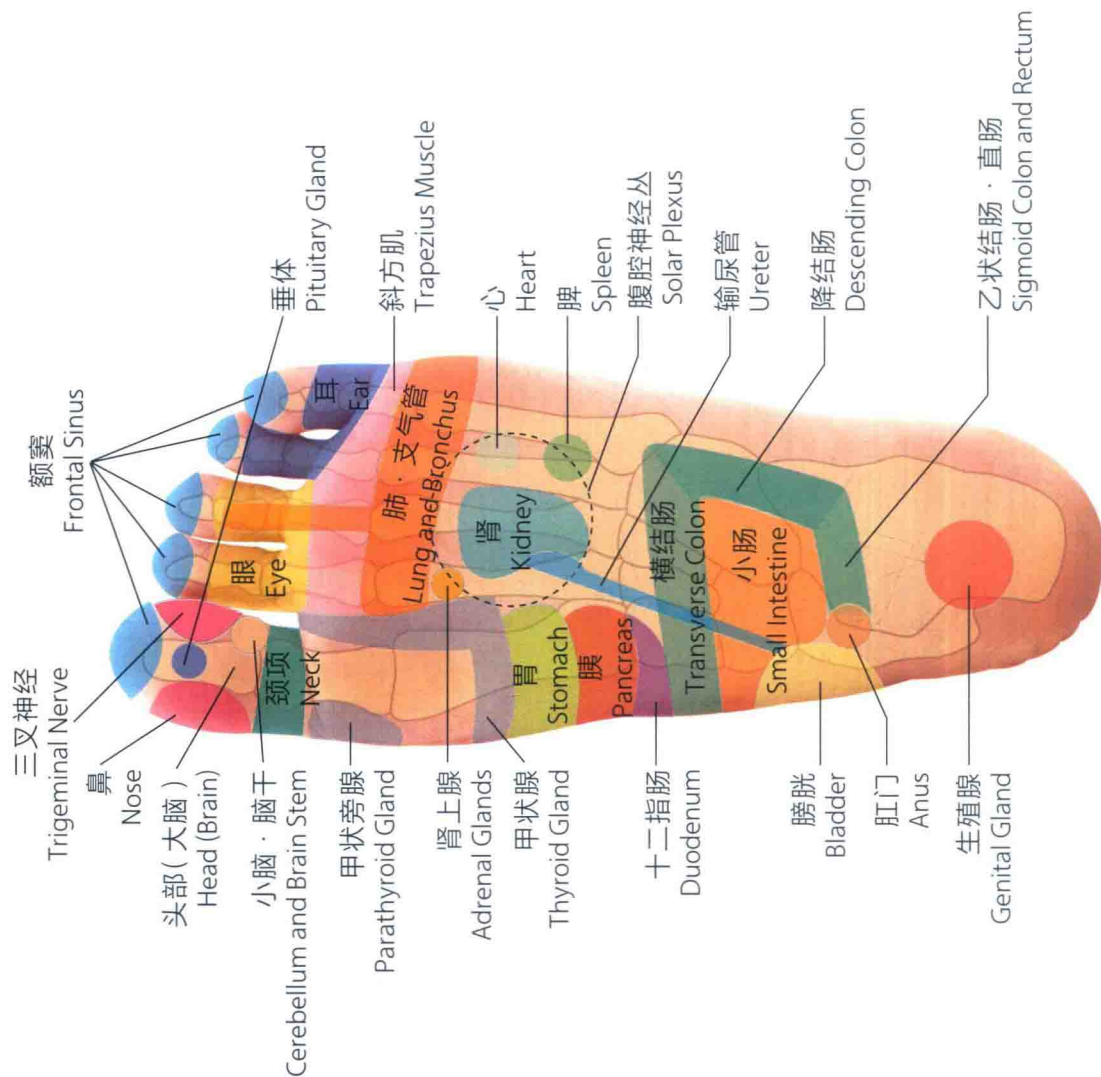 额窦
Frontal Sinus
三叉神经
Trigeminal Nerve
鼻
Nose
头部（大脑）
Head (Brain)
小脑·脑干
Cerebellum and Brain Stem
甲状旁腺
Parathyroid Gland
肾上腺
Adrenal Glands
甲状腺
Thyroid Gland
十二指肠
Duodenum
膀胱
Bladder
肛门
Anus
生殖腺
Genital Gland
眼
Eye
耳
Ear
颈项
Neck
肺·支气管
Lung and Bronchus
肾
Kidney
胃
Stomach
胰
Pancreas
横结肠
Transverse Colon
小肠
Small Intestine
垂体
Pituitary Gland
斜方肌
Trapezius Muscle
心
Heart
脾
Spleen
腹腔神经丛
Solar Plexus
输尿管
Ureter
降结肠
Descending Colon
乙状结肠·直肠
Sigmoid Colon and Rectum